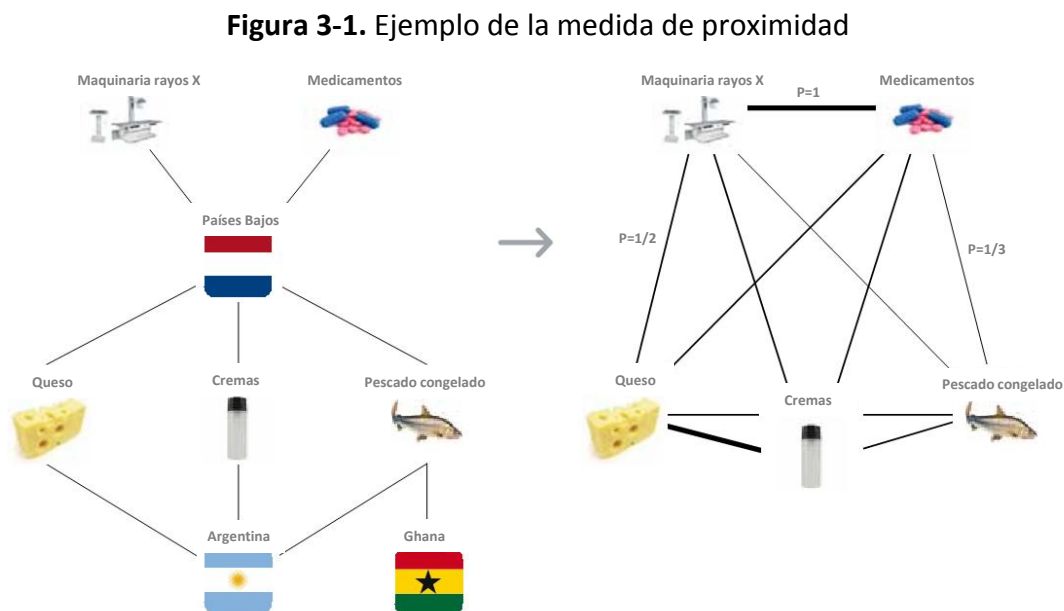 Figura 3-1. Ejemplo de la medida de proximidad
Maquinaria rayos X
Medicamentos
Países Bajos
Queso
Cremas
Pescado congelado
Argentina
Ghana
Maquinaria rayos X
Medicamentos
P=1
P=1/2
P=1/3
Queso
Cremas
Pescado congelado